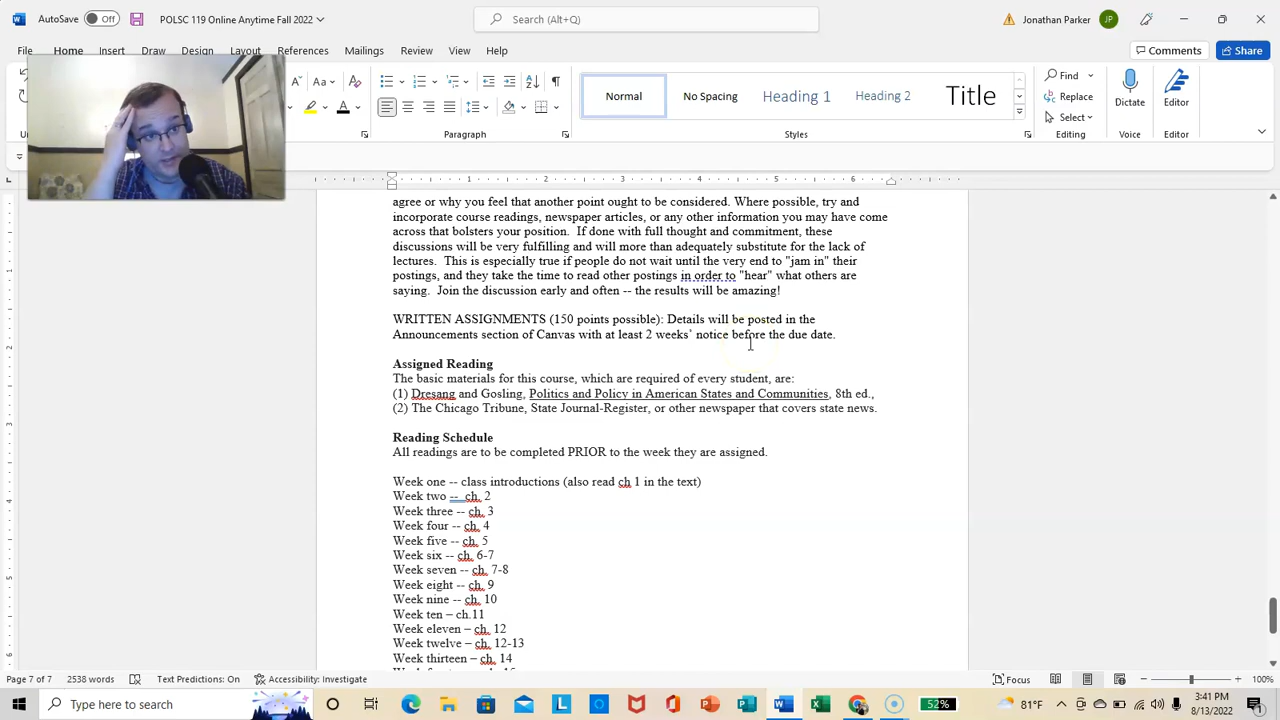 AutoSave Off POLSC 119 Online Anytime Fall 2022 Search (Alt+Q) Jonathan Parker JP
File Home Insert Draw Design Layout References Mailings Review View Help Comments Share
Aa Find
Normal No Spacing Heading 1 Heading 2 Title Replace Dictate Editor
Select
Paragraph Styles Editing Voice Editor
1 2 3 4 5 6
agree or why you feel that another point ought to be considered. Where possible, try and
incorporate course readings, newspaper articles, or any other information you may have come
across that bolsters your position. If done with full thought and commitment, these
discussions will be very fulfilling and will more than adequately substitute for the lack of
lectures. This is especially true if people do not wait until the very end to "jam in" their
postings, and they take the time to read other postings in order to "hear" what others are
saying. Join the discussion early and often -- the results will be amazing!
WRITTEN ASSIGNMENTS (150 points possible): Details will be posted in the
Announcements section of Canvas with at least 2 weeks' notice before the due date.
Assigned Reading
The basic materials for this course, which are required of every student, are:
(1) Dresang and Gosling, Politics and Policy in American States and Communities, 8th ed.,
(2) The Chicago Tribune, State Journal-Register, or other newspaper that covers state news.
Reading Schedule
All readings are to be completed PRIOR to the week they are assigned.
Week one -- class introductions (also read ch 1 in the text)
Week two -- ch. 2
Week three -- ch. 3
Week four -- ch. 4
Week five -- ch. 5
Week six -- ch. 6-7
Week seven -- ch. 7-8
Week eight -- ch. 9
Week nine -- ch. 10
Week ten – ch.11
Week eleven – ch. 12
Week twelve – ch. 12-13
Week thirteen – ch. 14
Page 7 of 7 2538 words Text Predictions: On Accessibility: Investigate Focus 100%
Type here to search 52% 81°F 3:41 PM
8/13/2022